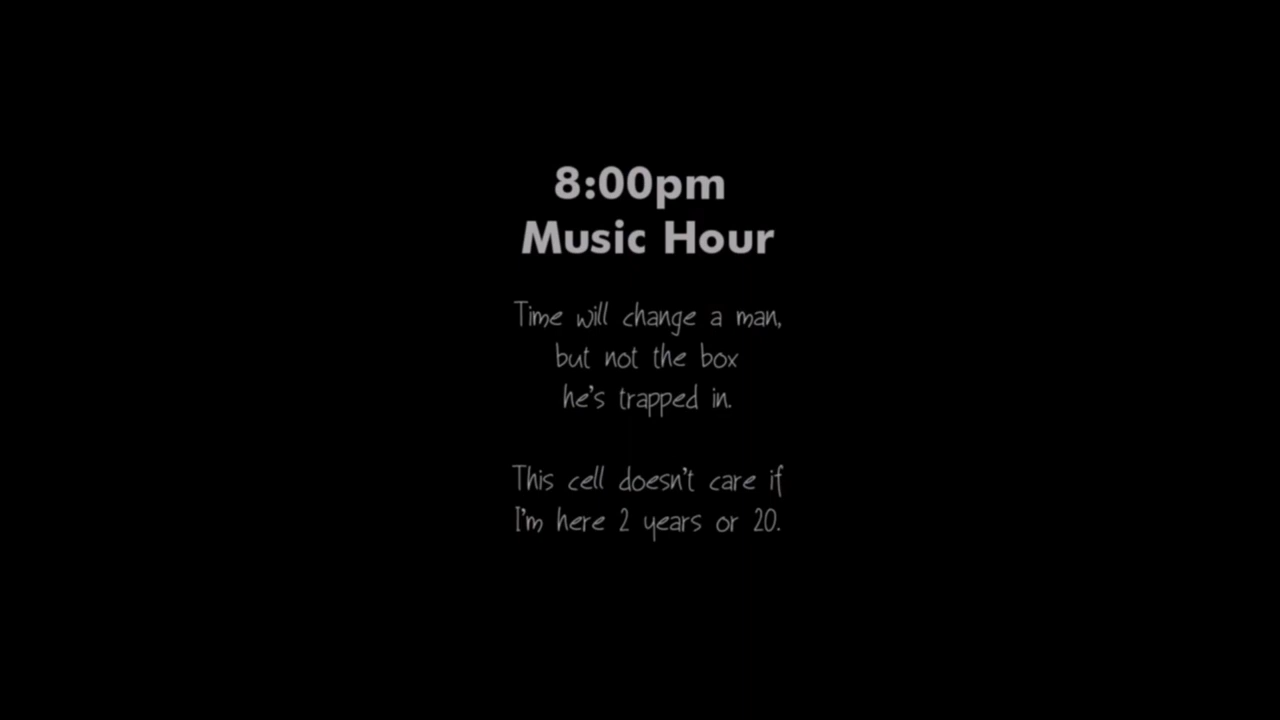 8:00pm
Music Hour
Time will change a man,
but not the box
he's trapped in.
This cell doesn't care if
I'm here 2 years or 20.